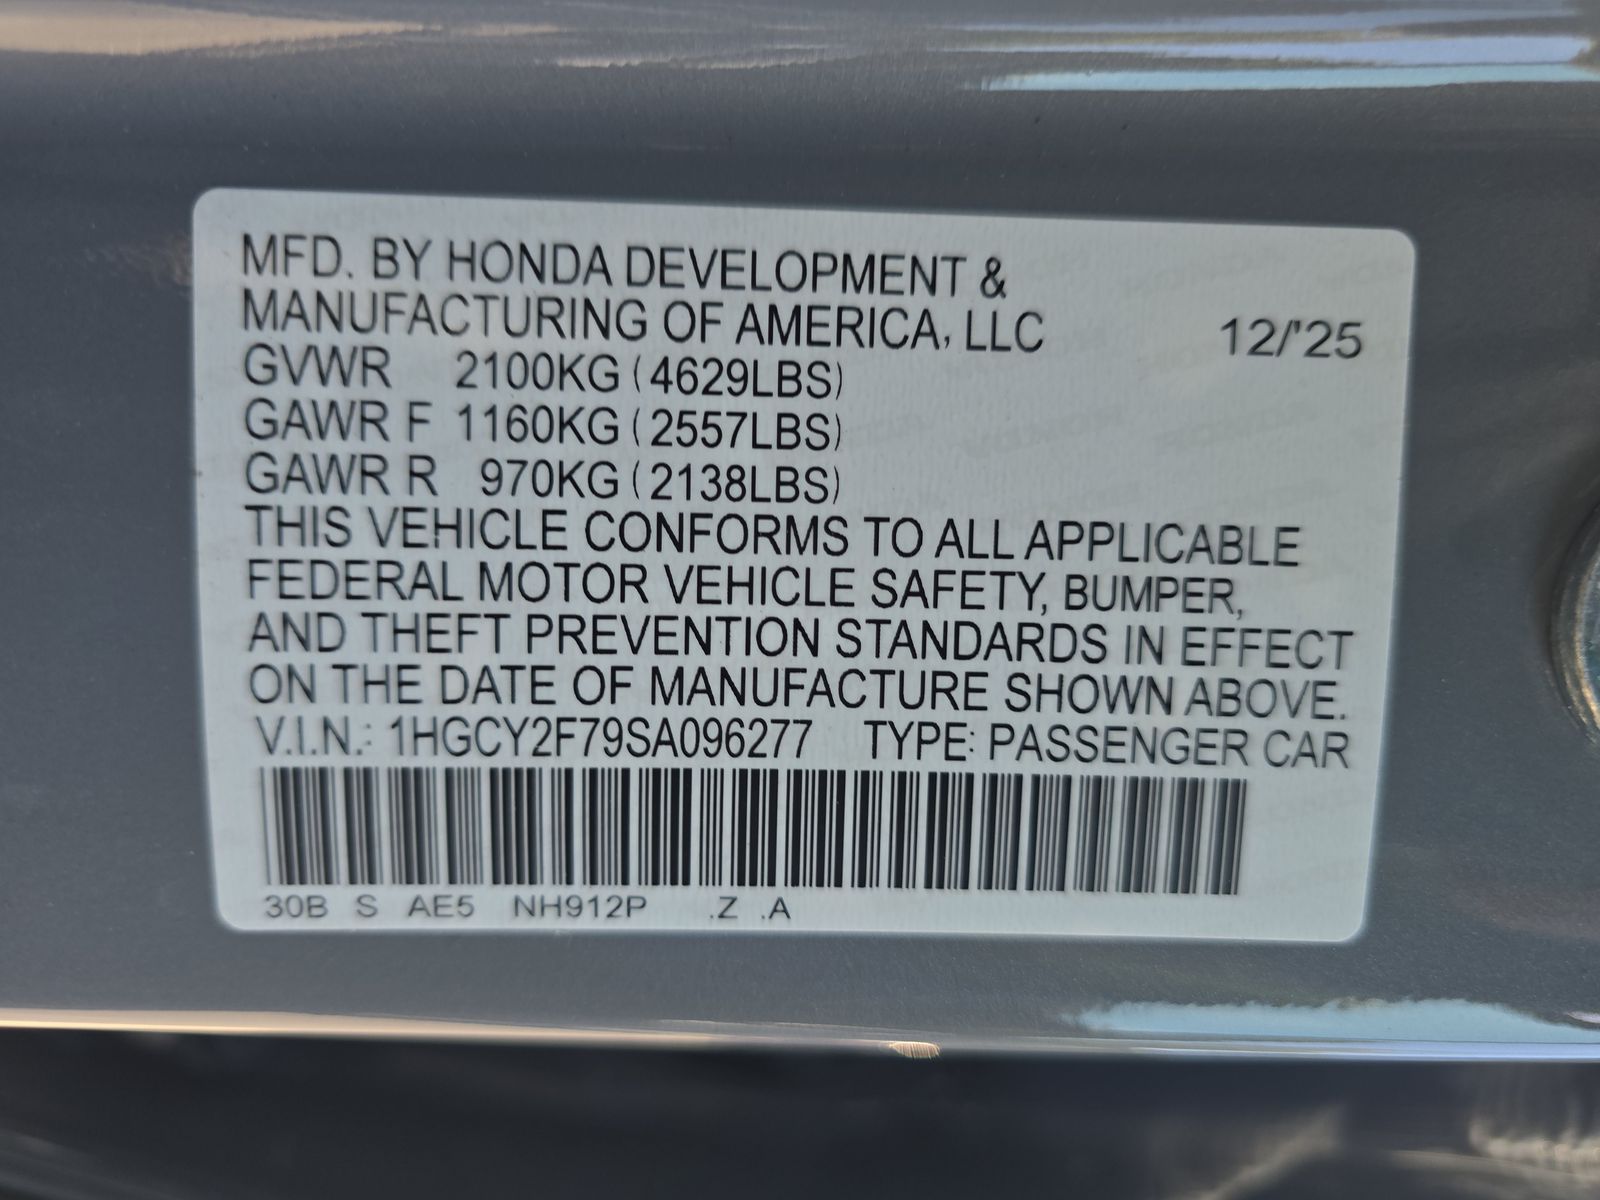 MFD. BY HONDA DEVELOPMENT &
MANUFACTURING OF AMERICA, LLC 12/'25
GVWR 2100KG (4629LBS)
GAWR F 1160KG (2557LBS)
GAWR R 970KG (2138LBS)
THIS VEHICLE CONFORMS TO ALL APPLICABLE
FEDERAL MOTOR VEHICLE SAFETY, BUMPER,
AND THEFT PREVENTION STANDARDS IN EFFECT
ON THE DATE OF MANUFACTURE SHOWN ABOVE.
V.I.N.: 1HGCY2F79SA096277 TYPE: PASSENGER CAR
30B S AE5 NH912P .Z .A